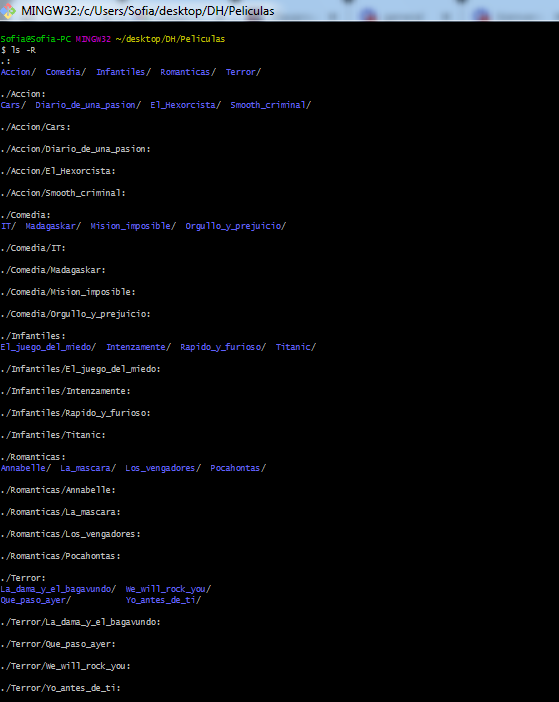 MINGW32:/c/Users/Sofia/desktop/DH/Peliculas
Sofia@Sofia-PC MINGW32 ~/desktop/DH/Peliculas
$ ls -R
.:
Accion/  Comedia/  Infantiles/  Romanticas/  Terror/
./Accion:
Cars/  Diario_de_una_pasion/  El_Hexorcista/  Smooth_criminal/
./Accion/Cars:
./Accion/Diario_de_una_pasion:
./Accion/El_Hexorcista:
./Accion/Smooth_criminal:
./Comedia:
IT/  Madagaskar/  Mision_imposible/  Orgullo_y_prejuicio/
./Comedia/IT:
./Comedia/Madagaskar:
./Comedia/Mision_imposible:
./Comedia/Orgullo_y_prejuicio:
./Infantiles:
El_juego_del_miedo/  Intenzamente/  Rapido_y_furioso/  Titanic/
./Infantiles/El_juego_del_miedo:
./Infantiles/Intenzamente:
./Infantiles/Rapido_y_furioso:
./Infantiles/Titanic:
./Romanticas:
Annabelle/  La_mascara/  Los_vengadores/  Pocahontas/
./Romanticas/Annabelle:
./Romanticas/La_mascara:
./Romanticas/Los_vengadores:
./Romanticas/Pocahontas:
./Terror:
La_dama_y_el_bagavundo/  We_will_rock_you/
Que_paso_ayer/  Yo_antes_de_ti/
./Terror/La_dama_y_el_bagavundo:
./Terror/Que_paso_ayer:
./Terror/We_will_rock_you:
./Terror/Yo_antes_de_ti: